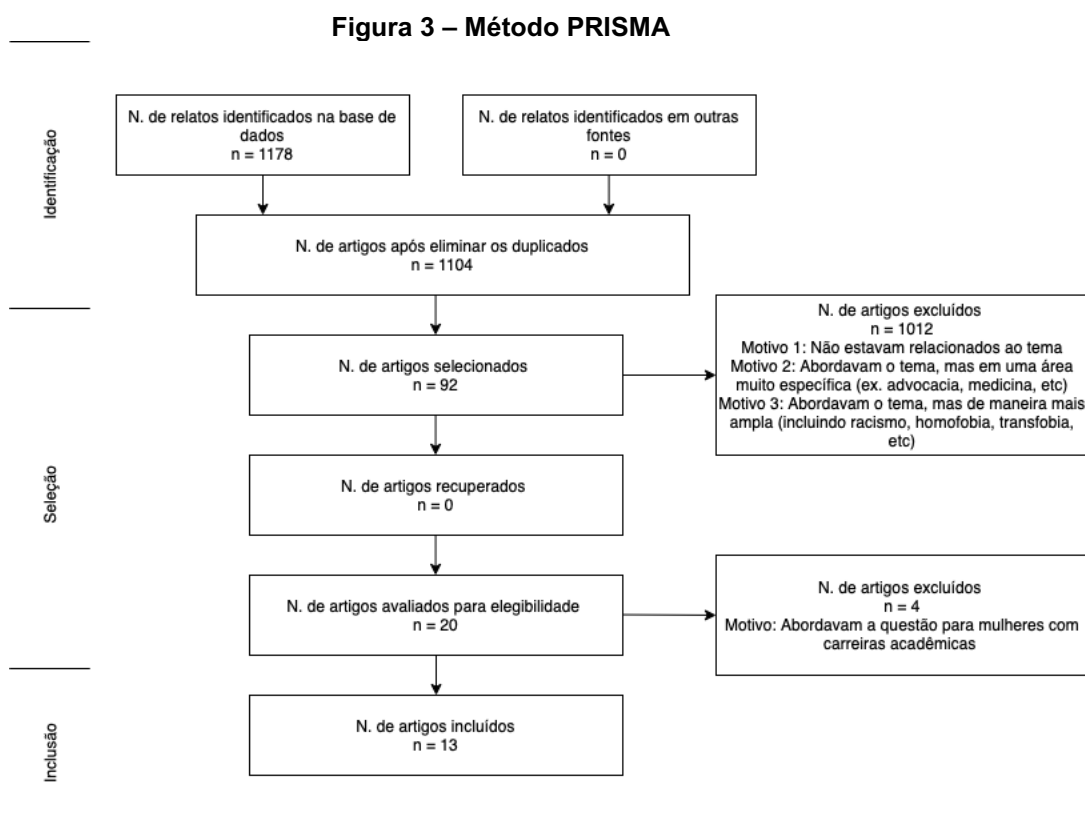 Figura 3 – Método PRISMA
Identificação
N. de relatos identificados na base de
dados
n = 1178
N. de relatos identificados em outras
fontes
n = 0
N. de artigos após eliminar os duplicados
n = 1104
Seleção
N. de artigos selecionados
n = 92
N. de artigos excluídos
n = 1012
Motivo 1: Não estavam relacionados ao tema
Motivo 2: Abordavam o tema, mas em uma área
muito específica (ex. advocacia, medicina, etc)
Motivo 3: Abordavam o tema, mas de maneira mais
ampla (incluindo racismo, homofobia, transfobia,
etc)
N. de artigos recuperados
n = 0
N. de artigos avaliados para elegibilidade
n = 20
N. de artigos excluídos
n = 4
Motivo: Abordavam a questão para mulheres com
carreiras acadêmicas
Inclusão
N. de artigos incluídos
n = 13